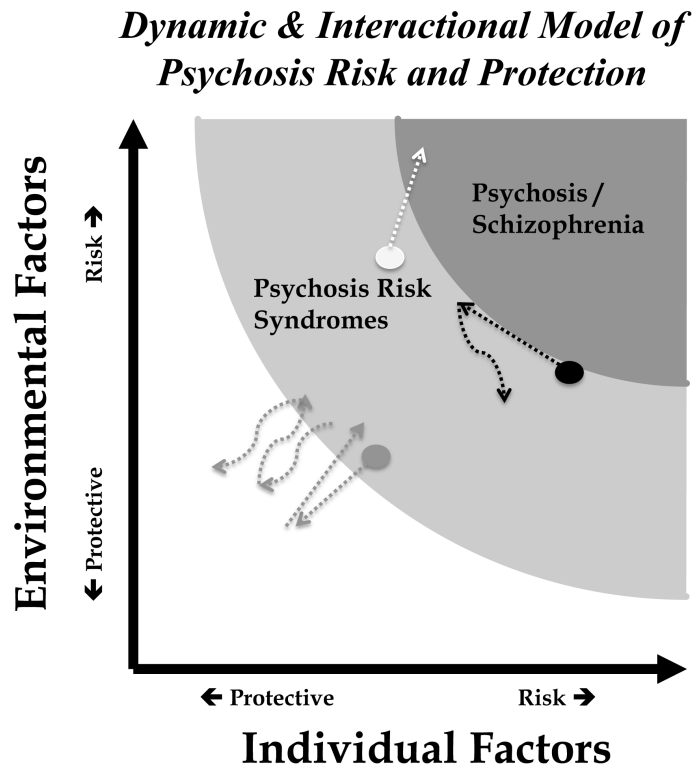 Dynamic & Interactional Model of
Psychosis Risk and Protection
Environmental Factors
Risk →
← Protective
Psychosis /
Schizophrenia
Psychosis Risk
Syndromes
← Protective
Risk →
Individual Factors